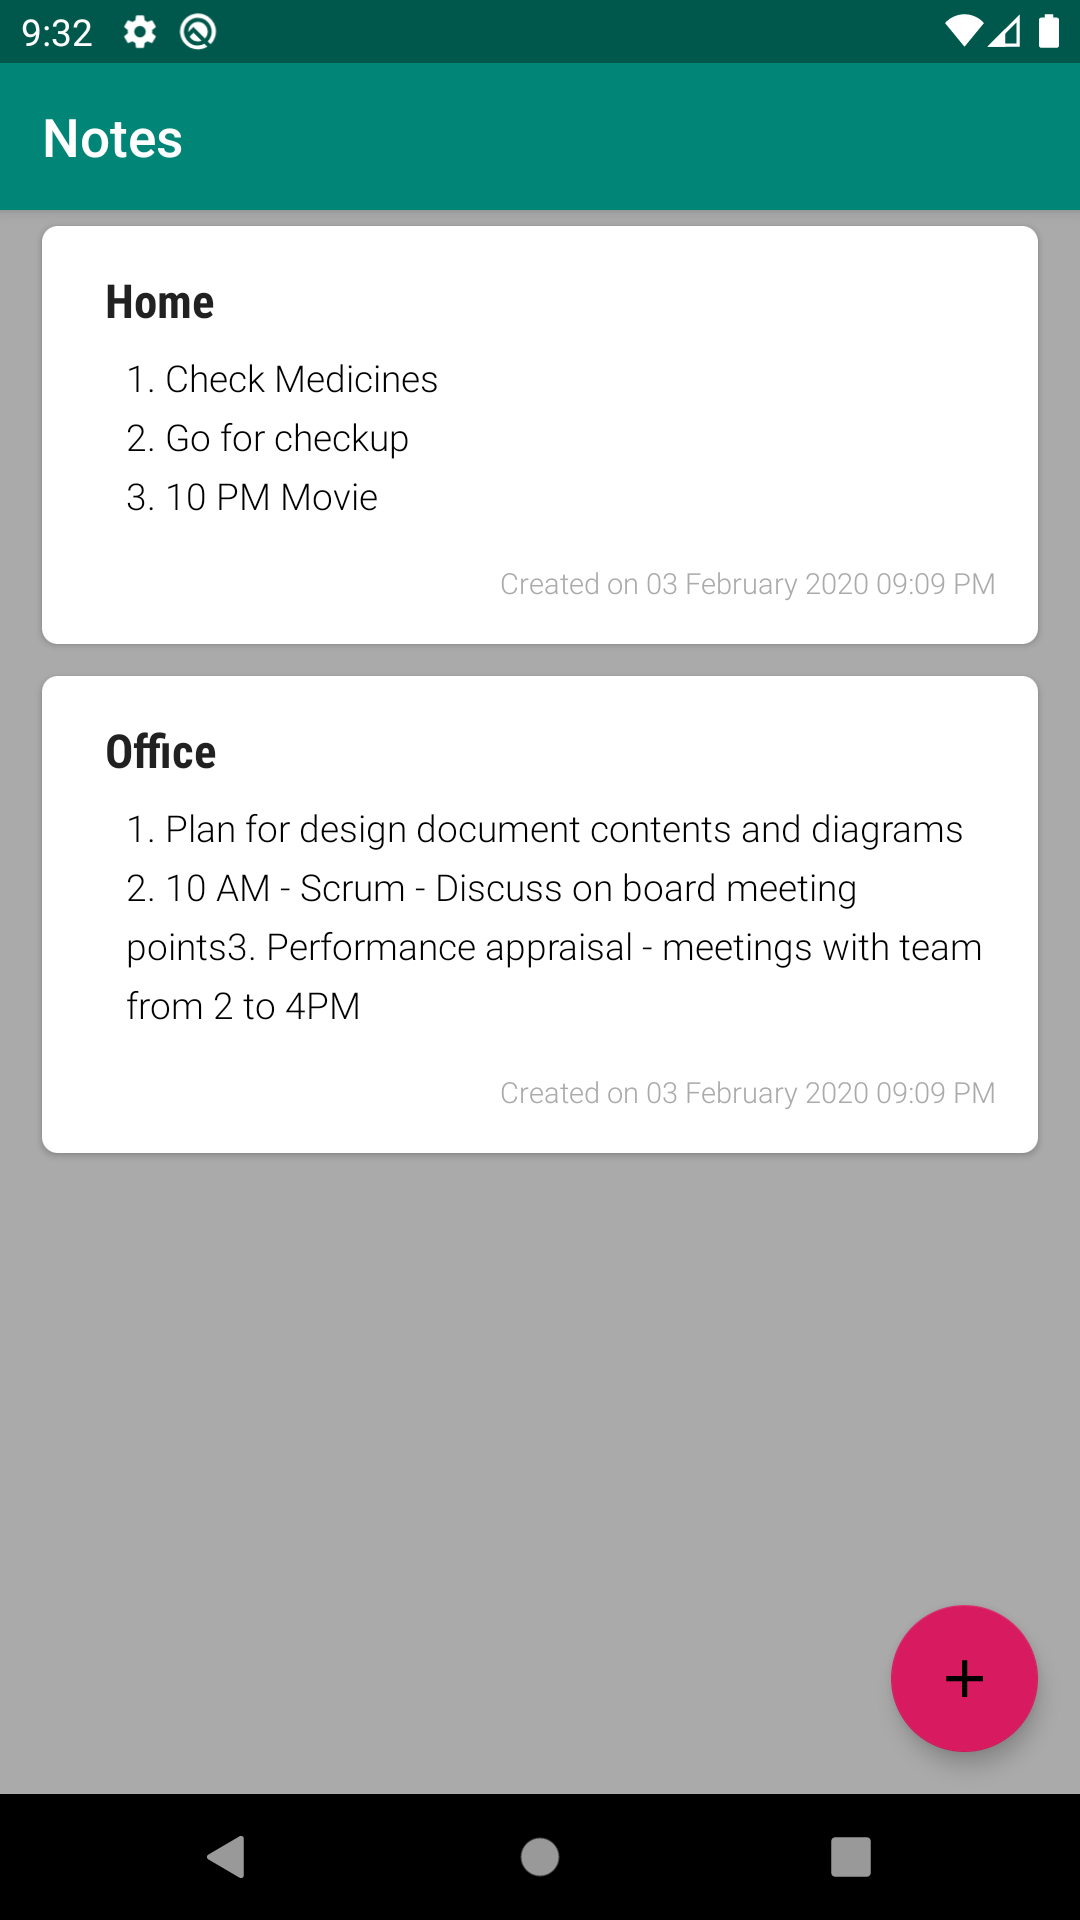 9:32
Notes
Home
1. Check Medicines
2. Go for checkup
3. 10 PM Movie
Created on 03 February 2020 09:09 PM
Office
1. Plan for design document contents and diagrams
2. 10 AM - Scrum - Discuss on board meeting
points3. Performance appraisal - meetings with team
from 2 to 4PM
Created on 03 February 2020 09:09 PM